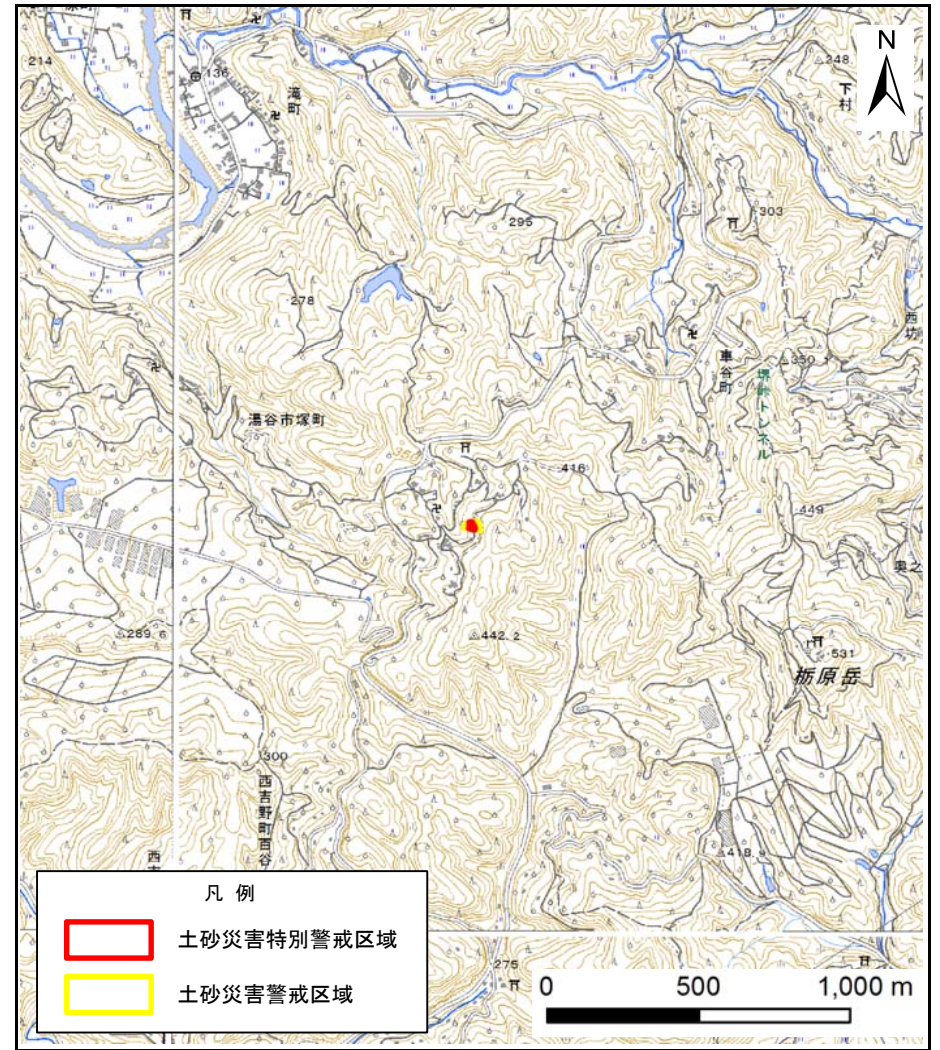 214
136
滝町
248
下村
N
303
295
278
西坊
車谷町
350.1
堺峠トンネル
湯谷市塚町
416
449
奥之
289.6
442.2
531
栃原岳
300
西吉野町百谷
418.9
凡 例
土砂災害特別警戒区域
土砂災害警戒区域
275
0 500 1,000 m